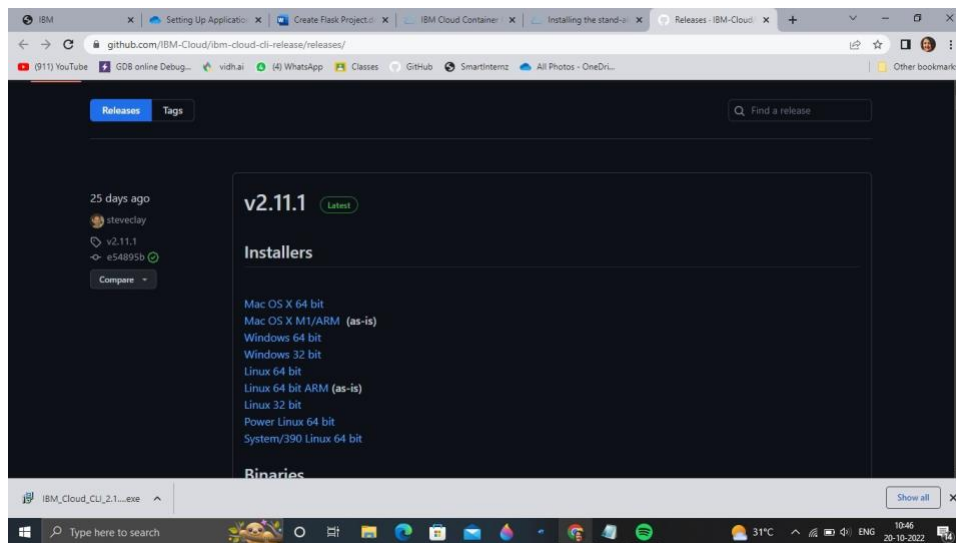 IBM
Setting Up Applicatio
Create Flask Project.d
IBM Cloud Container
Installing the stand-a
Releases · IBM-Cloud
github.com/IBM-Cloud/ibm-cloud-cli-release/releases/
(911) YouTube
GDB online Debug...
vidh.ai
(4) WhatsApp
Classes
GitHub
SmartInternz
All Photos - OneDri...
Other bookmark
Releases
Tags
Find a release
25 days ago
steveclay
v2.11.1
e54895b
Compare
v2.11.1
Latest
Installers
Mac OS X 64 bit
Mac OS X M1/ARM (as-is)
Windows 64 bit
Windows 32 bit
Linux 64 bit
Linux 64 bit ARM (as-is)
Linux 32 bit
Power Linux 64 bit
System/390 Linux 64 bit
Binaries
IBM_Cloud_CLI_2.1....exe
Show all
Type here to search
31°C
ENG
10:46
20-10-2022
14